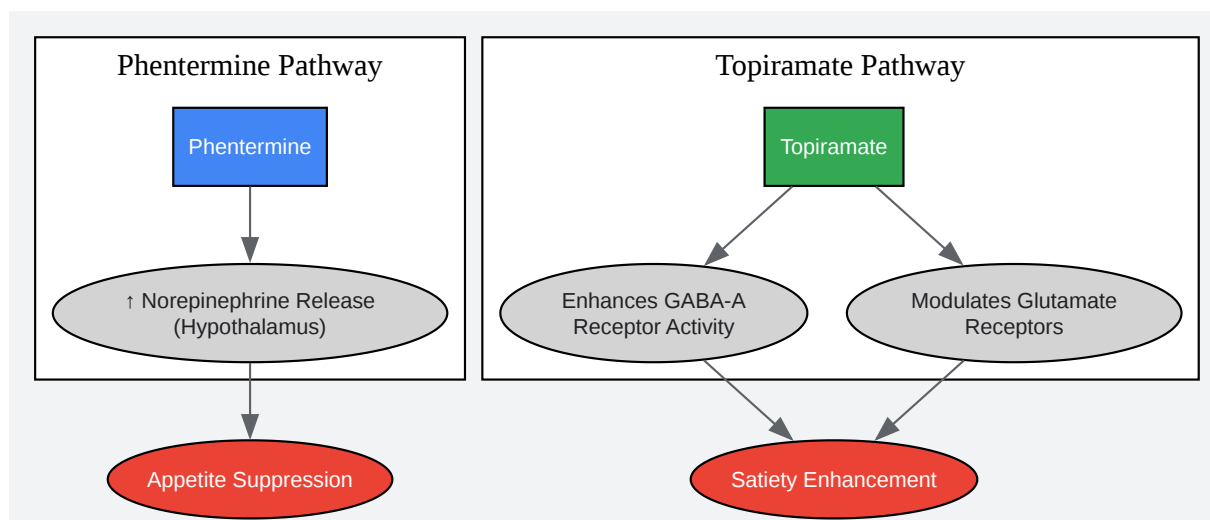 Phentermine Pathway
Phentermine
↑ Norepinephrine Release
(Hypothalamus)
Appetite Suppression
Topiramate Pathway
Topiramate
Enhances GABA-A
Receptor Activity
Modulates Glutamate
Receptors
Satiety Enhancement